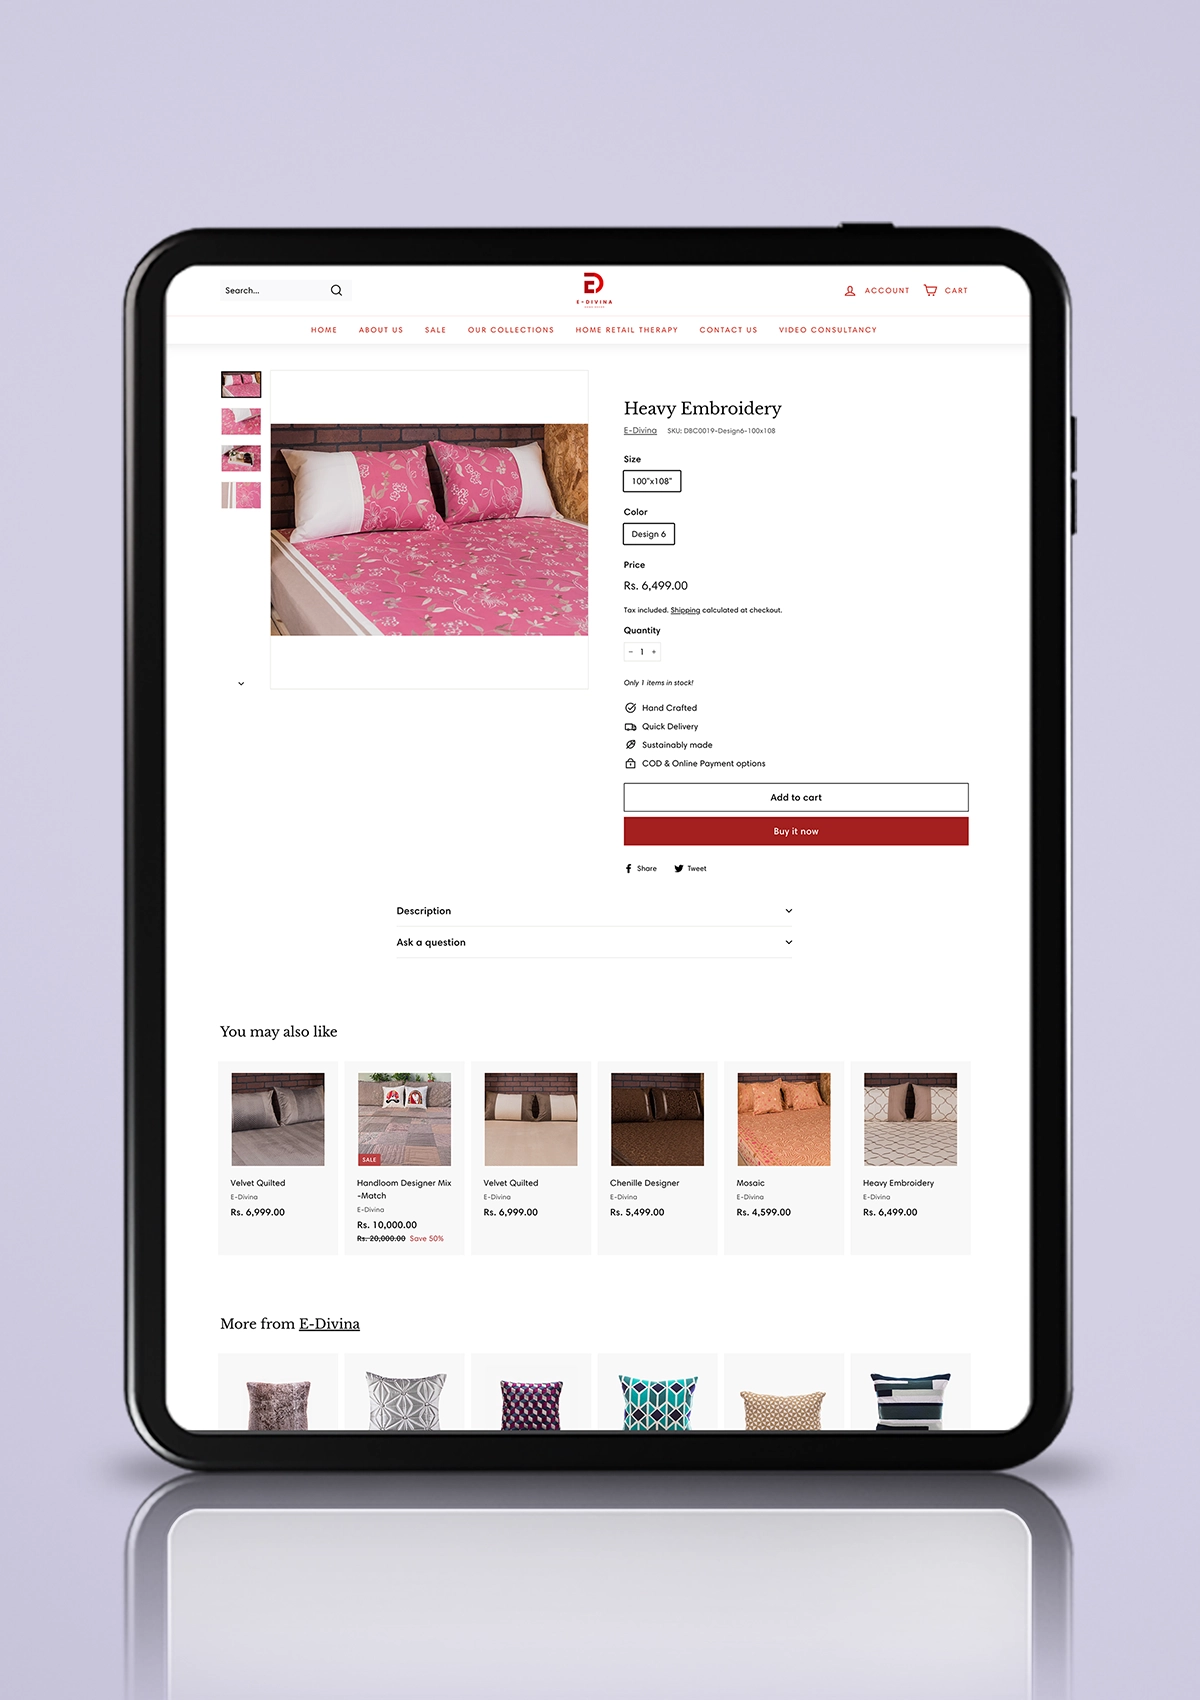 Search...
E-DIVINA
ACCOUNT
CART
HOME
ABOUT US
SALE
OUR COLLECTIONS
HOME RETAIL THERAPY
CONTACT US
VIDEO CONSULTANCY
Heavy Embroidery
E-Divina
SKU: DBC0019-Design6-100x108
Size
100"x108"
Color
Design 6
Price
Rs. 6,499.00
Tax included. Shipping calculated at checkout.
Quantity
− 1 +
Only 1 items in stock!
Hand Crafted
Quick Delivery
Sustainably made
COD & Online Payment options
Add to cart
Buy it now
Share
Tweet
Description
Ask a question
You may also like
Velvet Quilted
E-Divina
Rs. 6,999.00
SALE
Handloom Designer Mix
-Match
E-Divina
Rs. 10,000.00
Rs. 20,000.00 Save 50%
Velvet Quilted
E-Divina
Rs. 6,999.00
Chenille Designer
E-Divina
Rs. 5,499.00
Mosaic
E-Divina
Rs. 4,599.00
Heavy Embroidery
E-Divina
Rs. 6,499.00
More from E-Divina